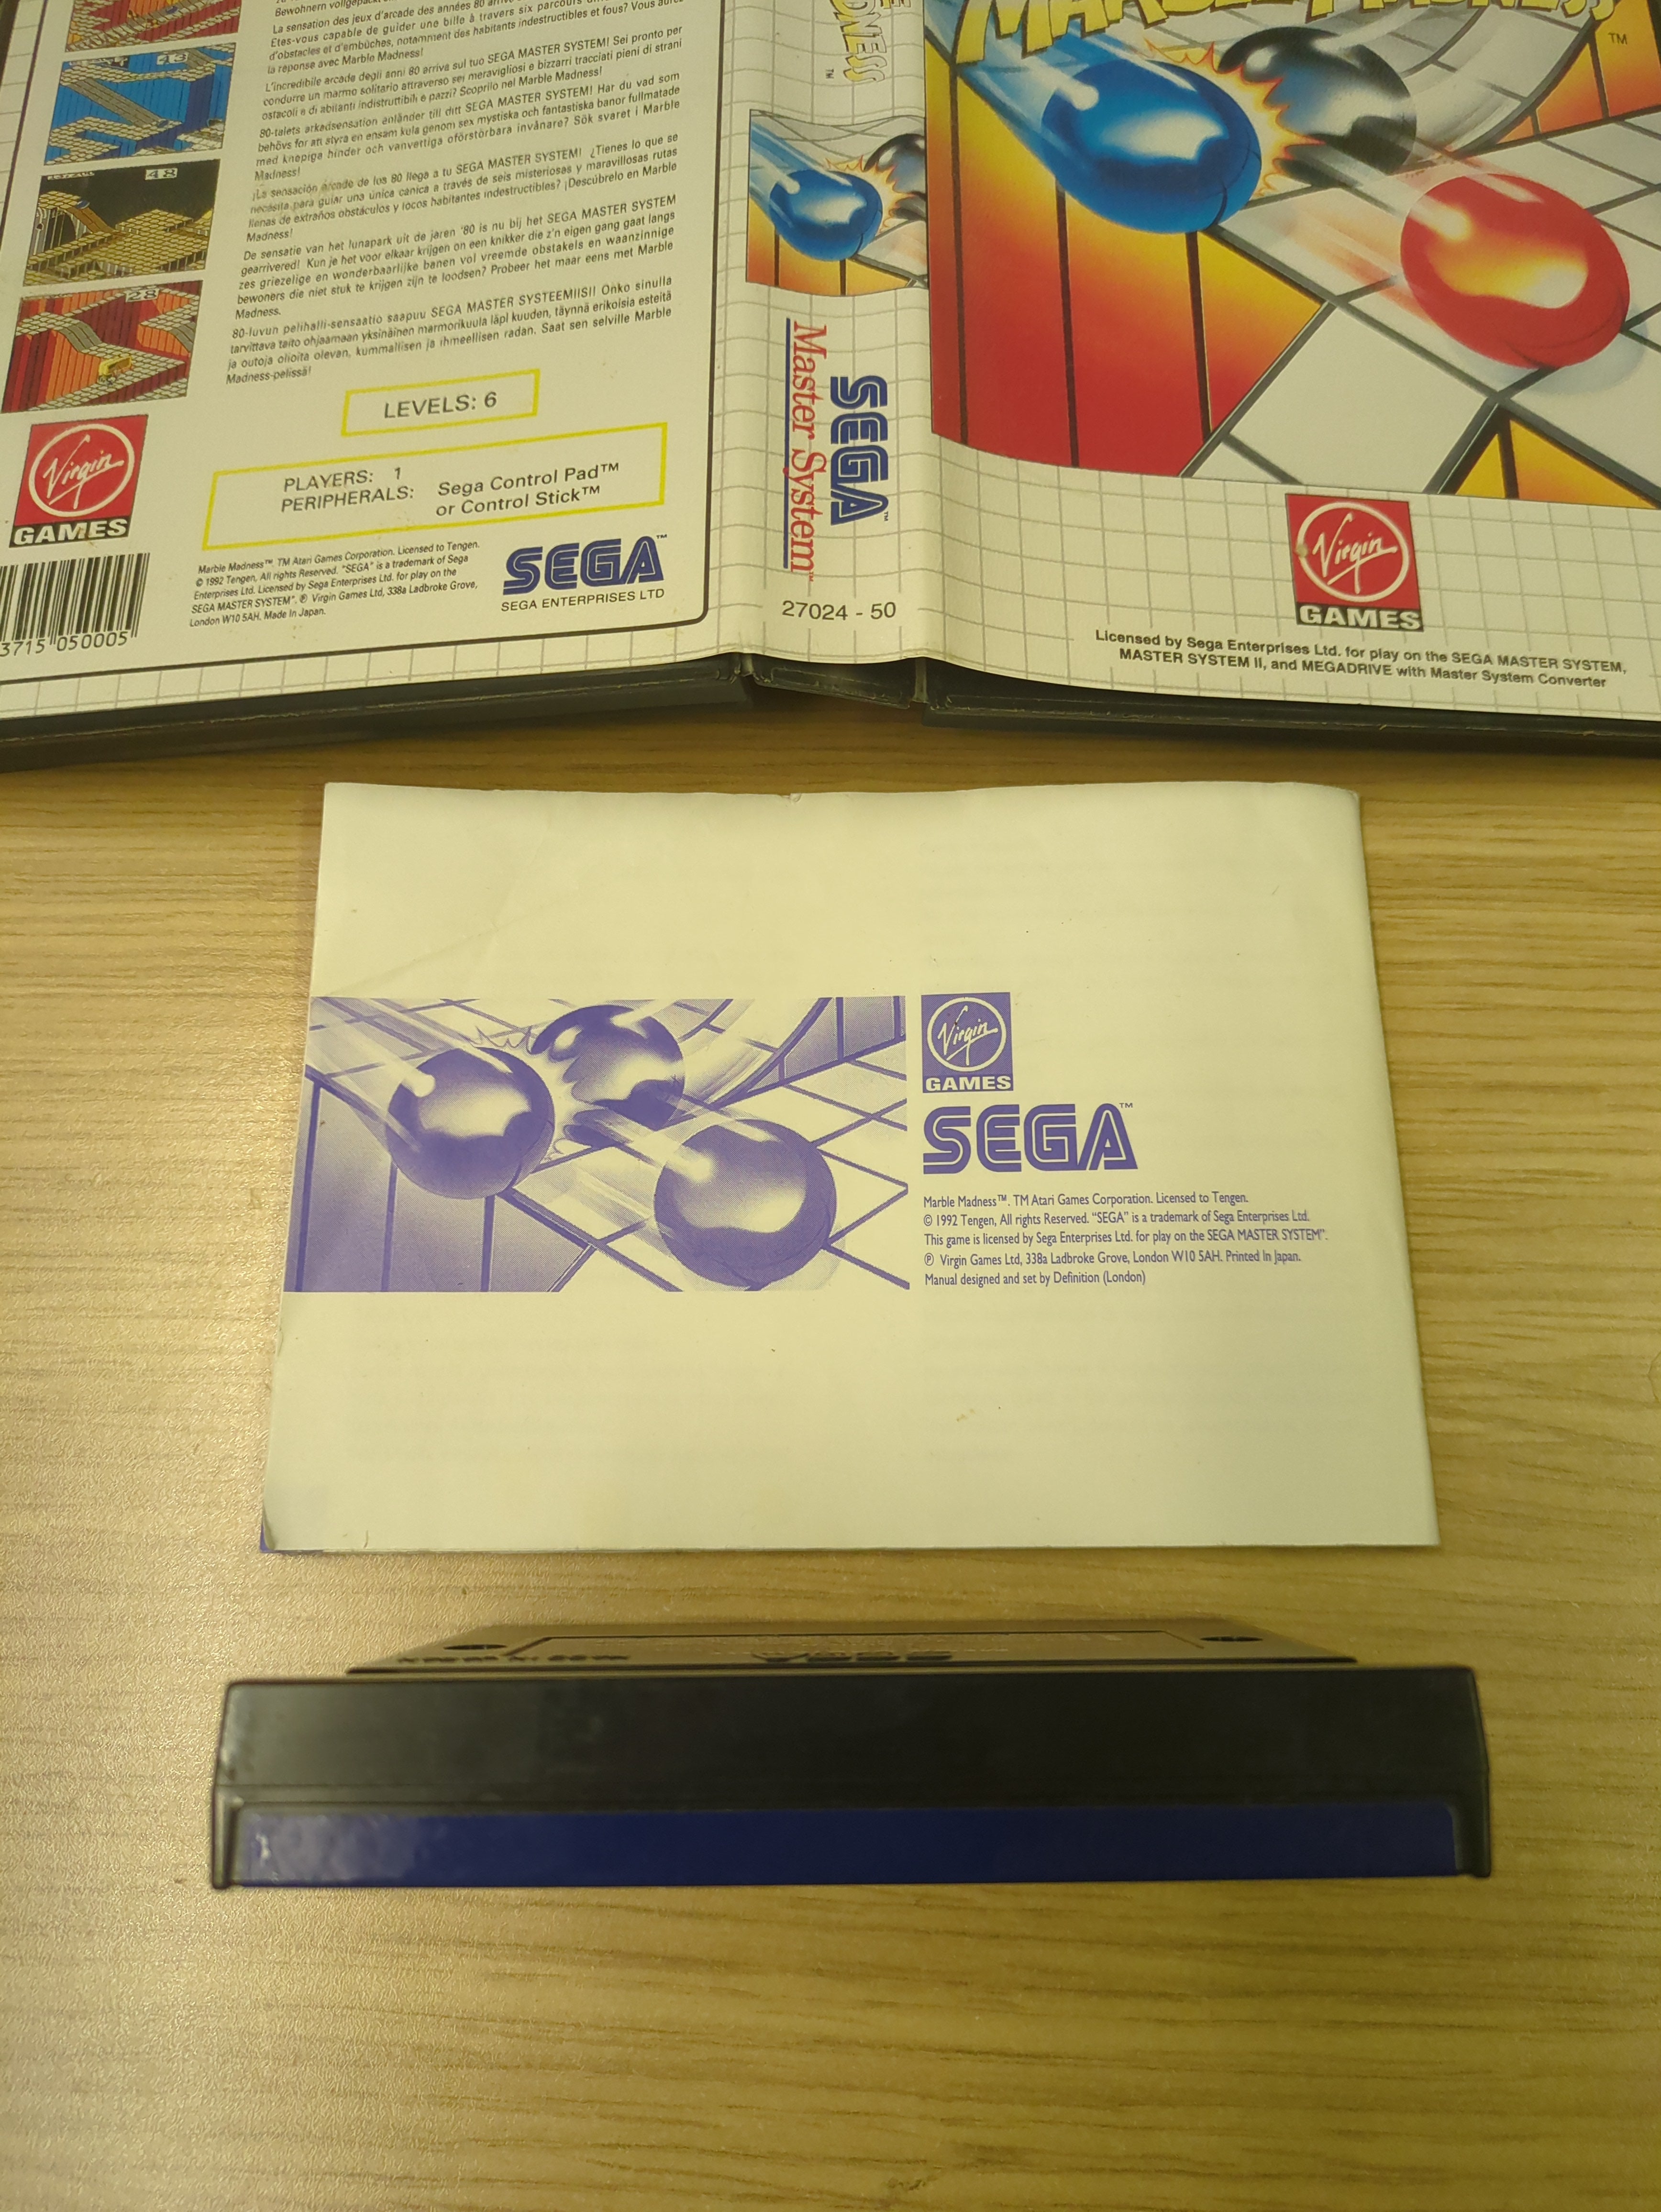 Bewohnern
La sensation des jeux d'arcade des années 80
Etes-vous capable de guider une bille à travers six parcours
d'obstacles et d'embûches, notamment des habitants indestructibles et fous? Vous
la réponse avec Marble Madness!
L'incredibile arcade degli anni 80 arriva sul tuo SEGA MASTER SYSTEM! Sei pronto per
condurre un marmo solitario attraverso sei meravigliosi e bizzarri tracciati pieni di strani
ostacoli e di abitanti indistruttibili e pazzi? Scoprilo nel Marble Madness!
80-talets arkadsensation anländer till ditt SEGA MASTER SYSTEM! Har du vad som
behövs for att styra en ensam kula genom sex mystiska och fantastiska banor fullmatade
med knepiga hinder och vanvettiga oförstörbara invånare? Sök svaret i Marble
Madness!
¡La sensación arcade de los 80 llega a tu SEGA MASTER SYSTEM! ¿Tienes lo que se
necesita para guiar una única canica a través de seis misteriosas y maravillosas rutas
llenas de extraños obstáculos y locos habitantes indestructibles? ¡Descúbrelo en Marble
Madness!
De sensatie van het lunapark uit de jaren '80 is nu bij het SEGA MASTER SYSTEM
gearriverd! Kun je het voor elkaar krijgen on een knikker die z'n eigen gang gaat langs
zes griezelige en wonderbaarlijke banen vol vreemde obstakels en waanzinnige
bewoners die niet stuk te krijgen zijn te loodsen? Probeer het maar eens met Marble
Madness.
80-luvun pelihalli-sensaatio saapuu SEGA MASTER SYSTEEMIISI! Onko sinulla
tarvittava taito ohjaamaan yksinäinen marmorikuula läpi kuuden, täynnä erikoisia esteitä
ja outoja olioita olevan, kummallisen ja ihmeellisen radan. Saat sen selville Marble
Madness-pelissä!
43
48
28
LEVELS: 6
PLAYERS: 1
PERIPHERALS: Sega Control Pad™
or Control Stick™
Virgin
GAMES
3715 050005
Marble Madness™ TM Atari Games Corporation. Licensed to Tengen.
© 1992 Tengen, All rights Reserved. "SEGA" is a trademark of Sega
Enterprises Ltd. Licensed by Sega Enterprises Ltd. for play on the
SEGA MASTER SYSTEM". ℗ Virgin Games Ltd, 338a Ladbroke Grove,
London W10 5AH. Made In Japan.
SEGA™
SEGA ENTERPRISES LTD
™
SEGA™
Master System™
27024 - 50
MARBLE MADNESS
TM
Virgin
GAMES
Licensed by Sega Enterprises Ltd. for play on the SEGA MASTER SYSTEM,
MASTER SYSTEM II, and MEGADRIVE with Master System Converter
Virgin
GAMES
SEGA™
Marble Madness™. TM Atari Games Corporation. Licensed to Tengen.
© 1992 Tengen, All rights Reserved. "SEGA" is a trademark of Sega Enterprises Ltd.
This game is licensed by Sega Enterprises Ltd. for play on the SEGA MASTER SYSTEM".
℗ Virgin Games Ltd, 338a Ladbroke Grove, London W10 5AH. Printed In Japan.
Manual designed and set by Definition (London)